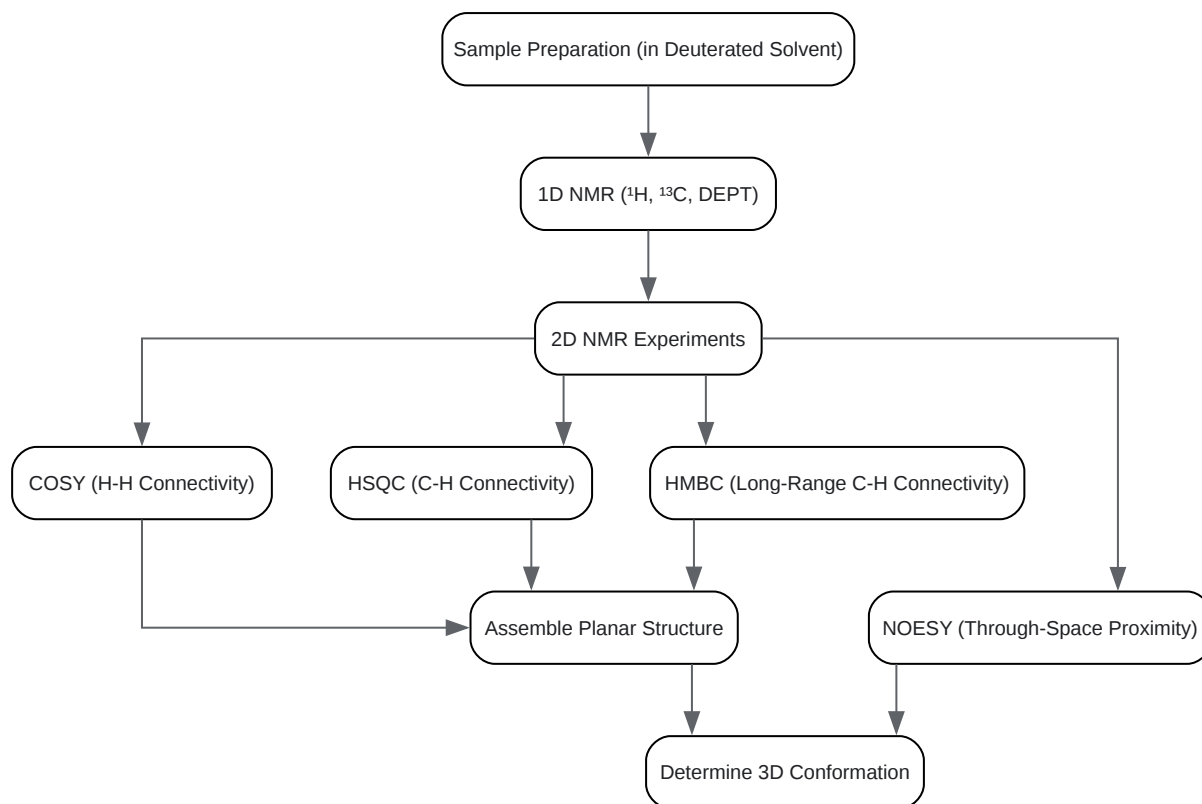 Sample Preparation (in Deuterated Solvent)
1D NMR (¹H, ¹³C, DEPT)
2D NMR Experiments
COSY (H-H Connectivity)
HSQC (C-H Connectivity)
HMBC (Long-Range C-H Connectivity)
Assemble Planar Structure
NOESY (Through-Space Proximity)
Determine 3D Conformation